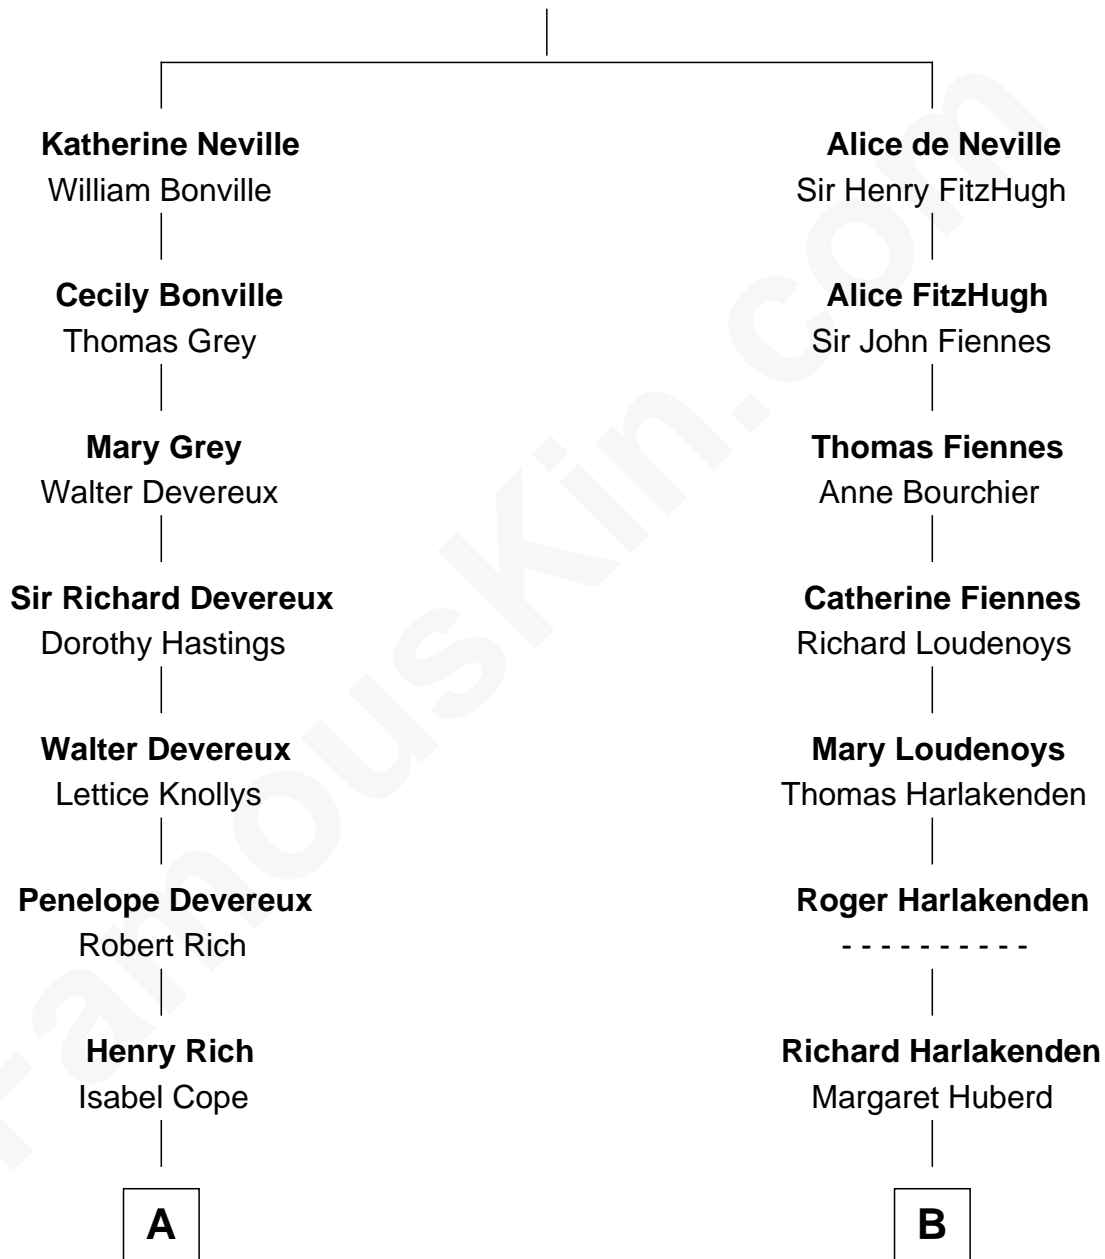 Katherine Neville
William Bonville
Cecily Bonville
Thomas Grey
Mary Grey
Walter Devereux
Sir Richard Devereux
Dorothy Hastings
Walter Devereux
Lettice Knollys
Penelope Devereux
Robert Rich
Henry Rich
Isabel Cope
A
Alice de Neville
Sir Henry FitzHugh
Alice FitzHugh
Sir John Fiennes
Thomas Fiennes
Anne Bourchier
Catherine Fiennes
Richard Loudenoys
Mary Loudenoys
Thomas Harlakenden
Roger Harlakenden
- - - - - - - - - -
Richard Harlakenden
Margaret Huberd
B
FamousKin.com